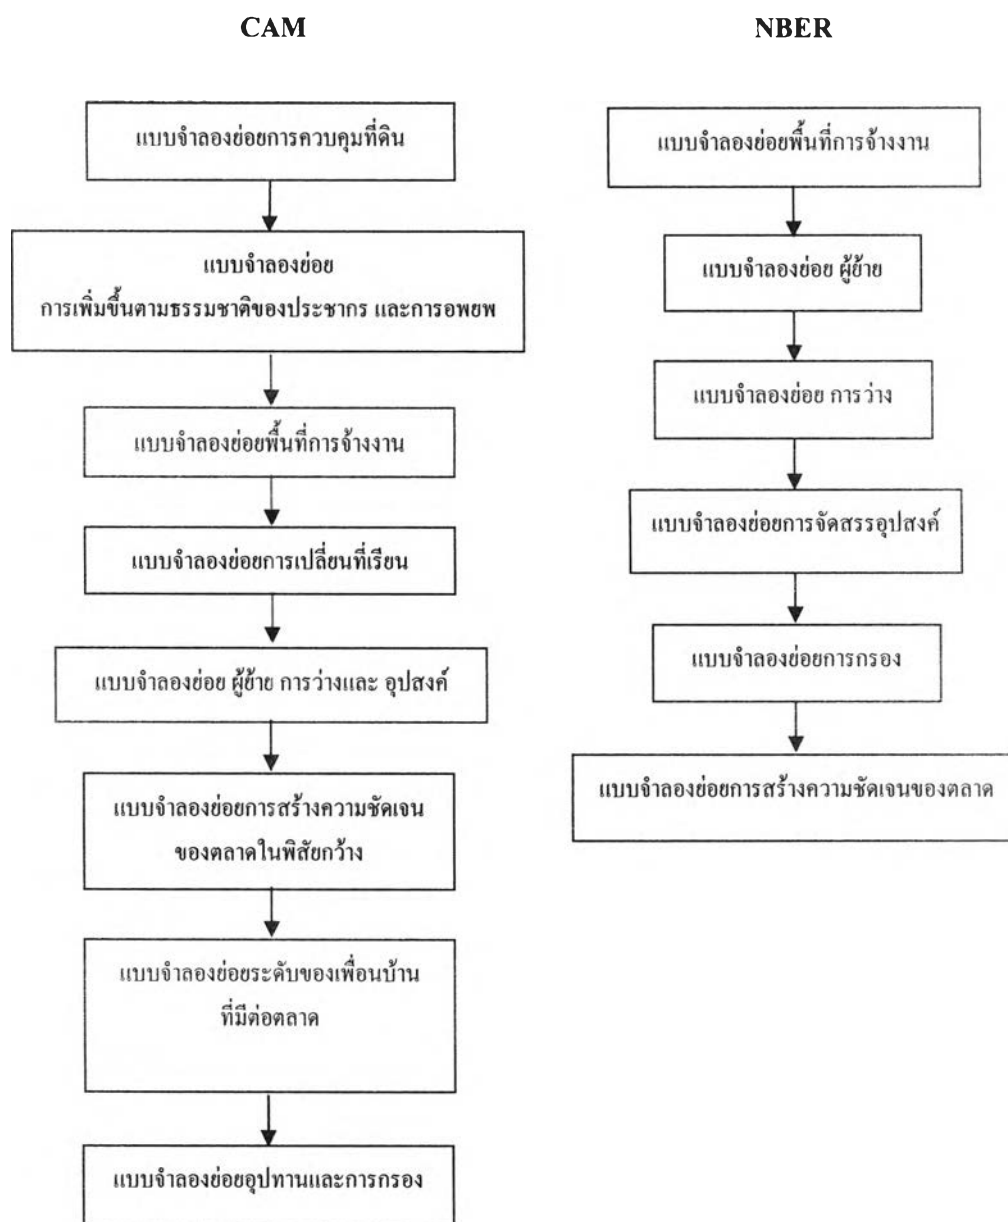 CAM
แบบจำลองย่อยการควบคุมที่ดิน
แบบจำลองย่อย
การเพิ่มขึ้นตามธรรมชาติของประชากร และการอพยพ
แบบจำลองย่อยพื้นที่การจ้างงาน
แบบจำลองย่อยการเปลี่ยนที่เรียน
แบบจำลองย่อย ผู้ย้าย การว่างและ อุปสงค์
แบบจำลองย่อยการสร้างความชัดเจน
ของตลาดในพิสัยกว้าง
แบบจำลองย่อยระดับของเพื่อนบ้าน
ที่มีต่อตลาด
แบบจำลองย่อยอุปทานและการกรอง
NBER
แบบจำลองย่อยพื้นที่การจ้างงาน
แบบจำลองย่อย ผู้ย้าย
แบบจำลองย่อย การว่าง
แบบจำลองย่อยการจัดสรรอุปสงค์
แบบจำลองย่อยการกรอง
แบบจำลองย่อยการสร้างความชัดเจนของตลาด